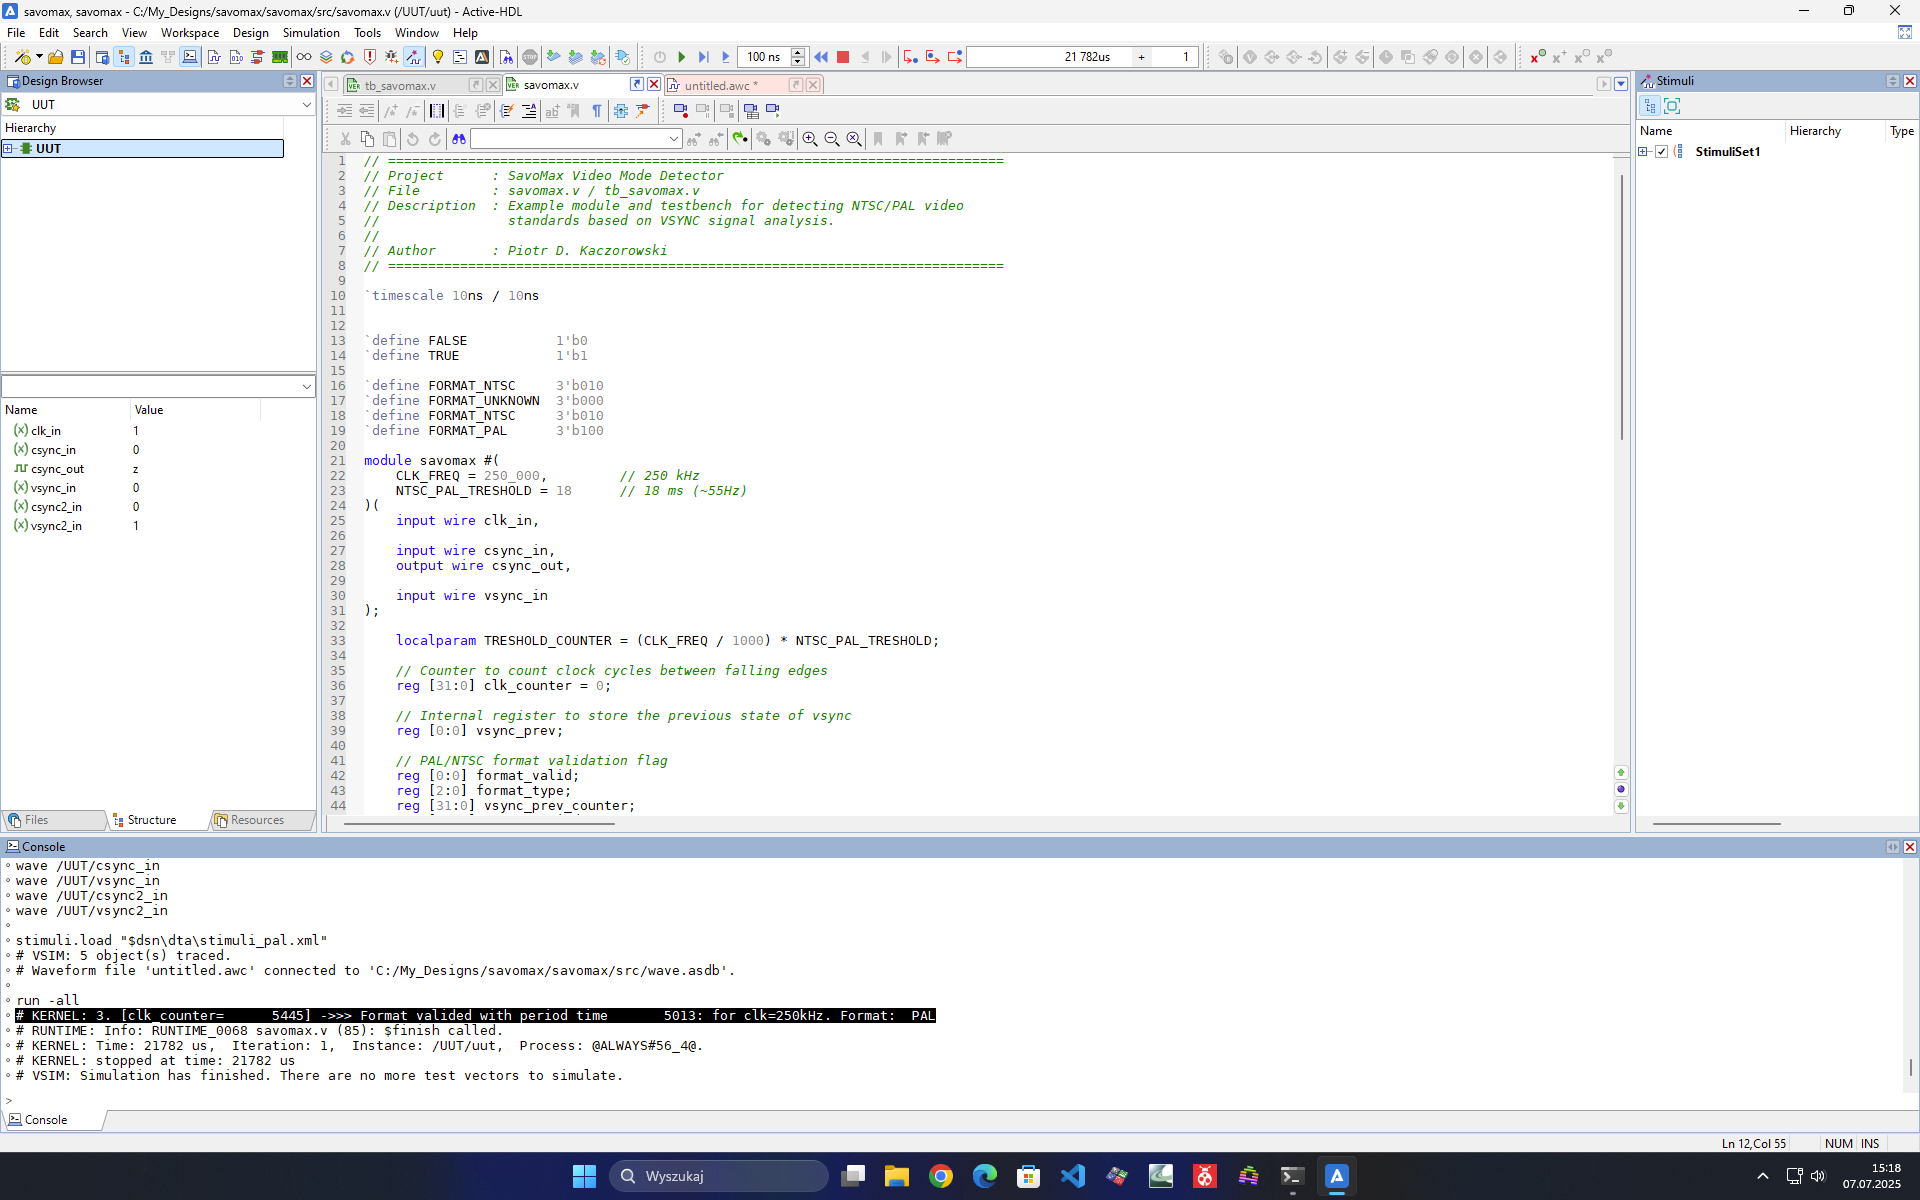 savomax, savomax - C:/My_Designs/savomax/savomax/src/savomax.v (/UUT/uut) - Active-HDL
File Edit Search View Workspace Design Simulation Tools Window Help
100 ns 21 782us + 1
Design Browser
UUT
Hierarchy
UUT
Name Value
clk_in 1
csync_in 0
csync_out z
vsync_in 0
csync2_in 0
vsync2_in 1
Files Structure Resources
tb_savomax.v savomax.v untitled.awc *
1 // =============================================================================
2 // Project      : SavoMax Video Mode Detector
3 // File         : savomax.v / tb_savomax.v
4 // Description  : Example module and testbench for detecting NTSC/PAL video
5 //                standards based on VSYNC signal analysis.
6 //
7 // Author       : Piotr D. Kaczorowski
8 // =============================================================================
9
10 `timescale 10ns / 10ns
11
12
13 `define FALSE           1'b0
14 `define TRUE            1'b1
15
16 `define FORMAT_NTSC     3'b010
17 `define FORMAT_UNKNOWN  3'b000
18 `define FORMAT_NTSC     3'b010
19 `define FORMAT_PAL      3'b100
20
21 module savomax #(
22     CLK_FREQ = 250_000,         // 250 kHz
23     NTSC_PAL_TRESHOLD = 18      // 18 ms (~55Hz)
24 )(
25     input wire clk_in,
26
27     input wire csync_in,
28     output wire csync_out,
29
30     input wire vsync_in
31 );
32
33     localparam TRESHOLD_COUNTER = (CLK_FREQ / 1000) * NTSC_PAL_TRESHOLD;
34
35     // Counter to count clock cycles between falling edges
36     reg [31:0] clk_counter = 0;
37
38     // Internal register to store the previous state of vsync
39     reg [0:0] vsync_prev;
40
41     // PAL/NTSC format validation flag
42     reg [0:0] format_valid;
43     reg [2:0] format_type;
44     reg [31:0] vsync_prev_counter;
Stimuli
Name Hierarchy Type
StimuliSet1
Console
wave /UUT/csync_in
wave /UUT/vsync_in
wave /UUT/csync2_in
wave /UUT/vsync2_in
stimuli.load "$dsn\dta\stimuli_pal.xml"
# VSIM: 5 object(s) traced.
# Waveform file 'untitled.awc' connected to 'C:/My_Designs/savomax/savomax/src/wave.asdb'.
run -all
# KERNEL: 3. [clk_counter=      5445] ->>> Format valided with period time       5013: for clk=250kHz. Format:  PAL
# RUNTIME: Info: RUNTIME_0068 savomax.v (85): $finish called.
# KERNEL: Time: 21782 us,  Iteration: 1,  Instance: /UUT/uut,  Process: @ALWAYS#56_4@.
# KERNEL: stopped at time: 21782 us
# VSIM: Simulation has finished. There are no more test vectors to simulate.
>
Console
Ln 12,Col 55 NUM INS
Wyszukaj
15:18
07.07.2025